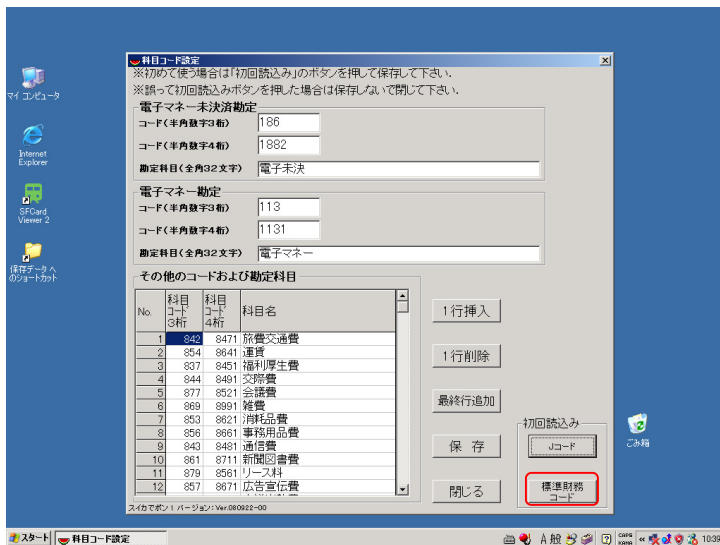 科目コード設定
※初めて使う場合は「初回読込み」のボタンを押して保存して下さい.
※誤って初回読込みボタンを押した場合は保存しないで閉じて下さい.
マイ コンピュータ
Internet
Explorer
SFCard
Viewer 2
保存データへ
のショートカット
電子マネー未決済勘定
コード(半角数字3桁) 186
コード(半角数字4桁) 1882
勘定科目(全角32文字) 電子未決
電子マネー勘定
コード(半角数字3桁) 113
コード(半角数字4桁) 1131
勘定科目(全角32文字) 電子マネー
その他のコードおよび勘定科目
No. 科目コード3桁 科目コード4桁 科目名
1 842 8471 旅費交通費
2 854 8641 運賃
3 837 8451 福利厚生費
4 844 8491 交際費
5 877 8521 会議費
6 869 8991 雑費
7 853 8621 消耗品費
8 856 8661 事務用品費
9 843 8481 通信費
10 861 8711 新聞図書費
11 879 8561 リース料
12 857 8671 広告宣伝費
1行挿入
1行削除
最終行追加
保 存
閉じる
初回読込み
Jコード
標準財務
コード
ごみ箱
スイカでポン! バージョン:Ver.080922-00
スタート
科目コード設定
A 般
CAPS
KANA
10:39